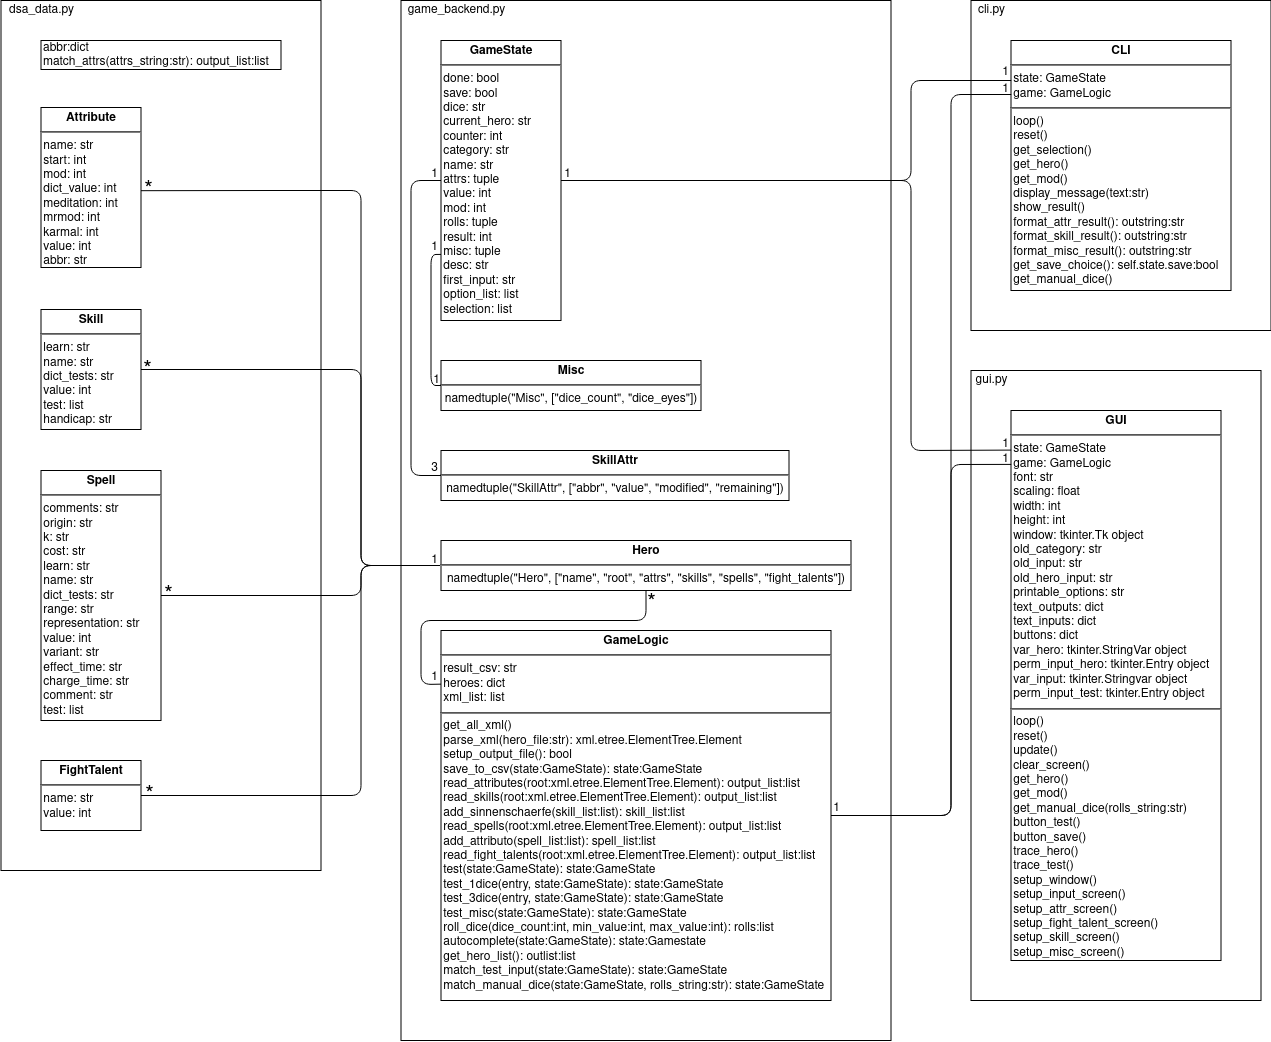 dsa_data.py
abbr:dict
match_attrs(attrs_string:str): output_list:list
Attribute
name: str
start: int
mod: int
dict_value: int
meditation: int
mrmod: int
karmal: int
value: int
abbr: str
*
Skill
learn: str
name: str
dict_tests: str
value: int
test: list
handicap: str
*
Spell
comments: str
origin: str
k: str
cost: str
learn: str
name: str
dict_tests: str
range: str
representation: str
value: int
variant: str
effect_time: str
charge_time: str
comment: str
test: list
*
FightTalent
name: str
value: int
*
game_backend.py
GameState
done: bool
save: bool
dice: str
current_hero: str
counter: int
category: str
name: str
attrs: tuple
value: int
mod: int
rolls: tuple
result: int
misc: tuple
desc: str
first_input: str
option_list: list
selection: list
1
1
1
Misc
namedtuple("Misc", ["dice_count", "dice_eyes"])
1
SkillAttr
namedtuple("SkillAttr", ["abbr", "value", "modified", "remaining"])
3
Hero
namedtuple("Hero", ["name", "root", "attrs", "skills", "spells", "fight_talents"])
1
*
GameLogic
result_csv: str
heroes: dict
xml_list: list
1
get_all_xml()
parse_xml(hero_file:str): xml.etree.ElementTree.Element
setup_output_file(): bool
save_to_csv(state:GameState): state:GameState
read_attributes(root:xml.etree.ElementTree.Element): output_list:list
read_skills(root:xml.etree.ElementTree.Element): output_list:list
add_sinnenschaerfe(skill_list:list): skill_list:list
read_spells(root:xml.etree.ElementTree.Element): output_list:list
add_attributo(spell_list:list): spell_list:list
read_fight_talents(root:xml.etree.ElementTree.Element): output_list:list
test(state:GameState): state:GameState
test_1dice(entry, state:GameState): state:GameState
test_3dice(entry, state:GameState): state:GameState
test_misc(state:GameState): state:GameState
roll_dice(dice_count:int, min_value:int, max_value:int): rolls:list
autocomplete(state:GameState): state:Gamestate
get_hero_list(): outlist:list
match_test_input(state:GameState): state:GameState
match_manual_dice(state:GameState, rolls_string:str): state:GameState
1
cli.py
CLI
1
state: GameState
1
game: GameLogic
loop()
reset()
get_selection()
get_hero()
get_mod()
display_message(text:str)
show_result()
format_attr_result(): outstring:str
format_skill_result(): outstring:str
format_misc_result(): outstring:str
get_save_choice(): self.state.save:bool
get_manual_dice()
gui.py
GUI
1
state: GameState
1
game: GameLogic
font: str
scaling: float
width: int
height: int
window: tkinter.Tk object
old_category: str
old_input: str
old_hero_input: str
printable_options: str
text_outputs: dict
text_inputs: dict
buttons: dict
var_hero: tkinter.StringVar object
perm_input_hero: tkinter.Entry object
var_input: tkinter.Stringvar object
perm_input_test: tkinter.Entry object
loop()
reset()
update()
clear_screen()
get_hero()
get_mod()
get_manual_dice(rolls_string:str)
button_test()
button_save()
trace_hero()
trace_test()
setup_window()
setup_input_screen()
setup_attr_screen()
setup_fight_talent_screen()
setup_skill_screen()
setup_misc_screen()